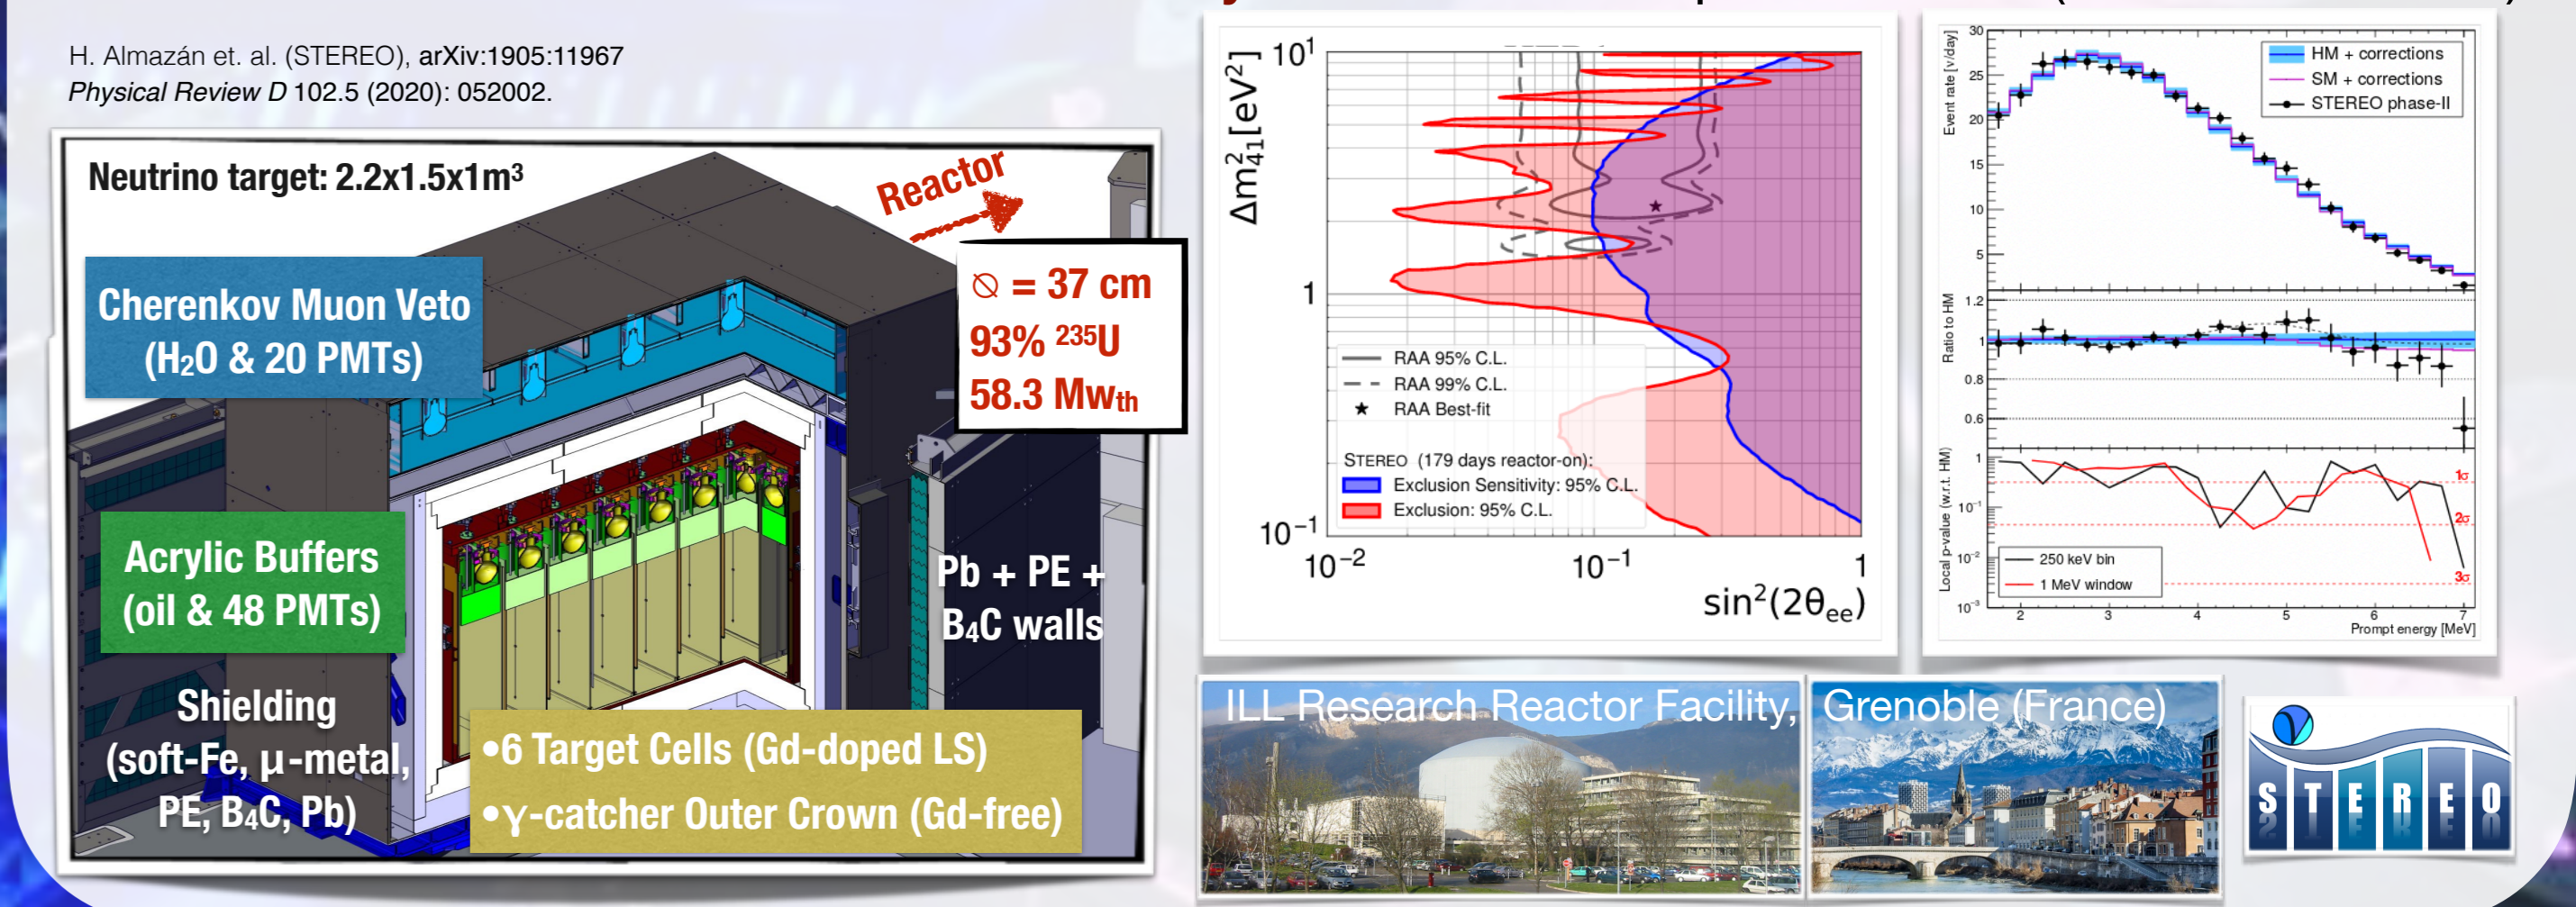 H. Almazán et. al. (STEREO), arXiv:1905:11967
Physical Review D 102.5 (2020): 052002.
Neutrino target: 2.2x1.5x1m³
Reactor
∅ = 37 cm
93% ²³⁵U
58.3 Mwth
Cherenkov Muon Veto
(H₂O & 20 PMTs)
Acrylic Buffers
(oil & 48 PMTs)
Pb + PE +
B₄C walls
Shielding
(soft-Fe, μ-metal,
PE, B₄C, Pb)
•6 Target Cells (Gd-doped LS)
•γ-catcher Outer Crown (Gd-free)
Δm²₄₁[eV²]
10¹
1
10⁻¹
RAA 95% C.L.
RAA 99% C.L.
RAA Best-fit
STEREO (179 days reactor-on):
Exclusion Sensitivity: 95% C.L.
Exclusion: 95% C.L.
10⁻² 10⁻¹ 1
sin²(2θee)
Event rate [ν/day]
30
25
20
15
10
5
HM + corrections
SM + corrections
STEREO phase-II
Ratio to HM
1.2
1
0.8
0.6
Local p-value (w.r.t. HM)
1
10⁻¹
10⁻²
10⁻³
1σ
2σ
3σ
250 keV bin
1 MeV window
2 3 4 5 6 7
Prompt energy [MeV]
ILL Research Reactor Facility, Grenoble (France)
STEREO